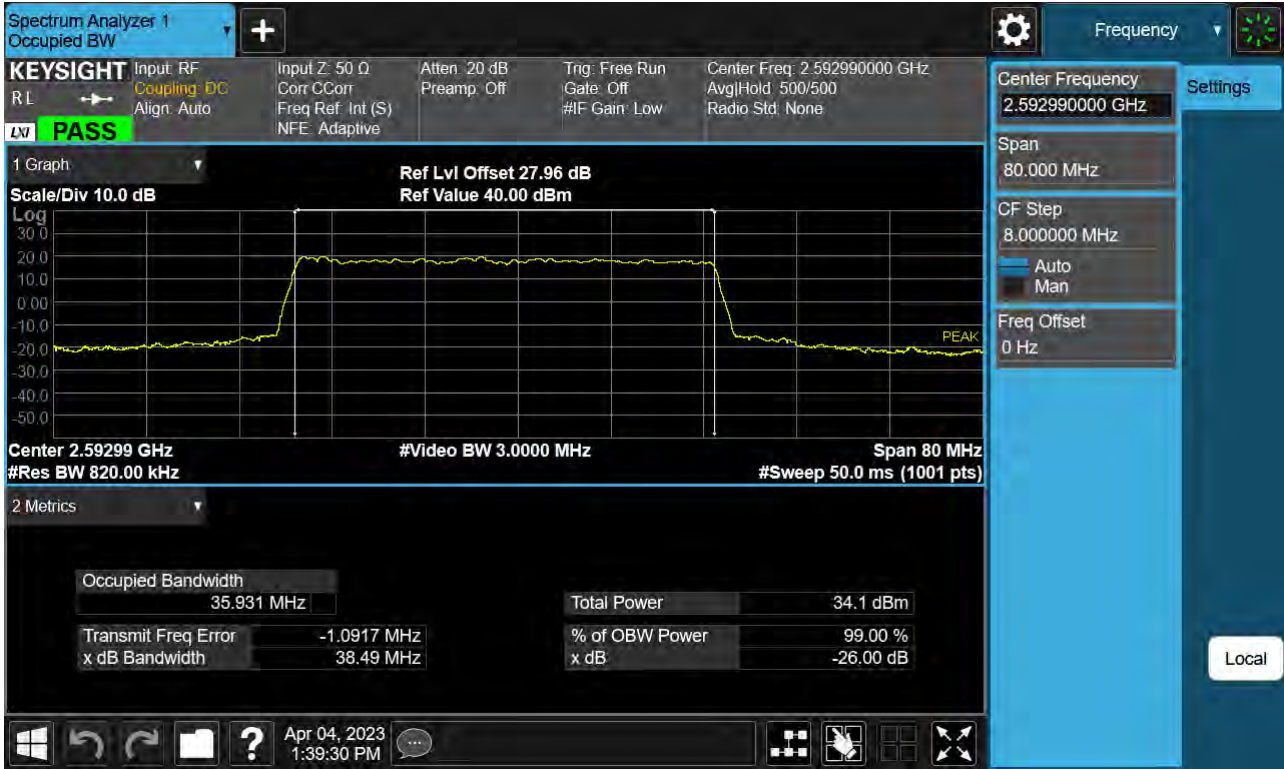 Spectrum Analyzer 1
Occupied BW
+
Frequency
KEYSIGHT
R L
LXI PASS
Input: RF
Coupling: DC
Align: Auto
Input Z: 50 Ω
Corr CCorr
Freq Ref: Int (S)
NFE: Adaptive
Atten: 20 dB
Preamp: Off
Trig: Free Run
Gate: Off
#IF Gain: Low
Center Freq: 2.592990000 GHz
Avg|Hold: 500/500
Radio Std: None
Center Frequency
2.592990000 GHz
Settings
Span
80.000 MHz
CF Step
8.000000 MHz
Auto
Man
Freq Offset
0 Hz
Local
1 Graph
Scale/Div 10.0 dB
Ref Lvl Offset 27.96 dB
Ref Value 40.00 dBm
Log
30.0
20.0
10.0
0.00
-10.0
-20.0
-30.0
-40.0
-50.0
PEAK
Center 2.59299 GHz
#Video BW 3.0000 MHz
Span 80 MHz
#Res BW 820.00 kHz
#Sweep 50.0 ms (1001 pts)
2 Metrics
Occupied Bandwidth
35.931 MHz
Total Power 34.1 dBm
Transmit Freq Error -1.0917 MHz
% of OBW Power 99.00 %
x dB Bandwidth 38.49 MHz
x dB -26.00 dB
?
Apr 04, 2023
1:39:30 PM